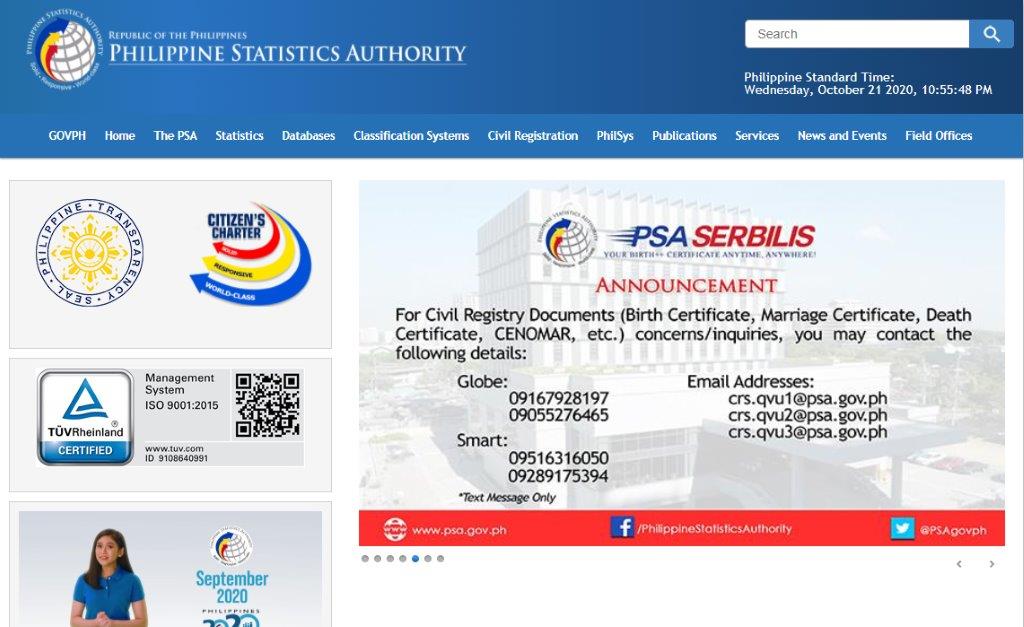 PHILIPPINE STATISTICS AUTHORITY
Solid • Responsive • World-class
REPUBLIC OF THE PHILIPPINES
PHILIPPINE STATISTICS AUTHORITY
Search
Philippine Standard Time:
Wednesday, October 21 2020, 10:55:48 PM
GOVPH Home The PSA Statistics Databases Classification Systems Civil Registration PhilSys Publications Services News and Events Field Offices
PHILIPPINE • TRANSPARENCY SEAL •
CITIZEN'S
CHARTER
SOLID
RESPONSIVE
WORLD-CLASS
TÜVRheinland
CERTIFIED
Management
System
ISO 9001:2015
www.tuv.com
ID 9108640991
September
2020
PHILIPPINES
2020
PSA SERBILIS
YOUR BIRTH++ CERTIFICATE ANYTIME, ANYWHERE!
ANNOUNCEMENT
For Civil Registry Documents (Birth Certificate, Marriage Certificate, Death
Certificate, CENOMAR, etc.) concerns/inquiries, you may contact the
following details:
Globe:
09167928197
09055276465
Smart:
09516316050
09289175394
*Text Message Only
Email Addresses:
crs.qvu1@psa.gov.ph
crs.qvu2@psa.gov.ph
crs.qvu3@psa.gov.ph
www.psa.gov.ph
/PhilippineStatisticsAuthority
@PSAgovph